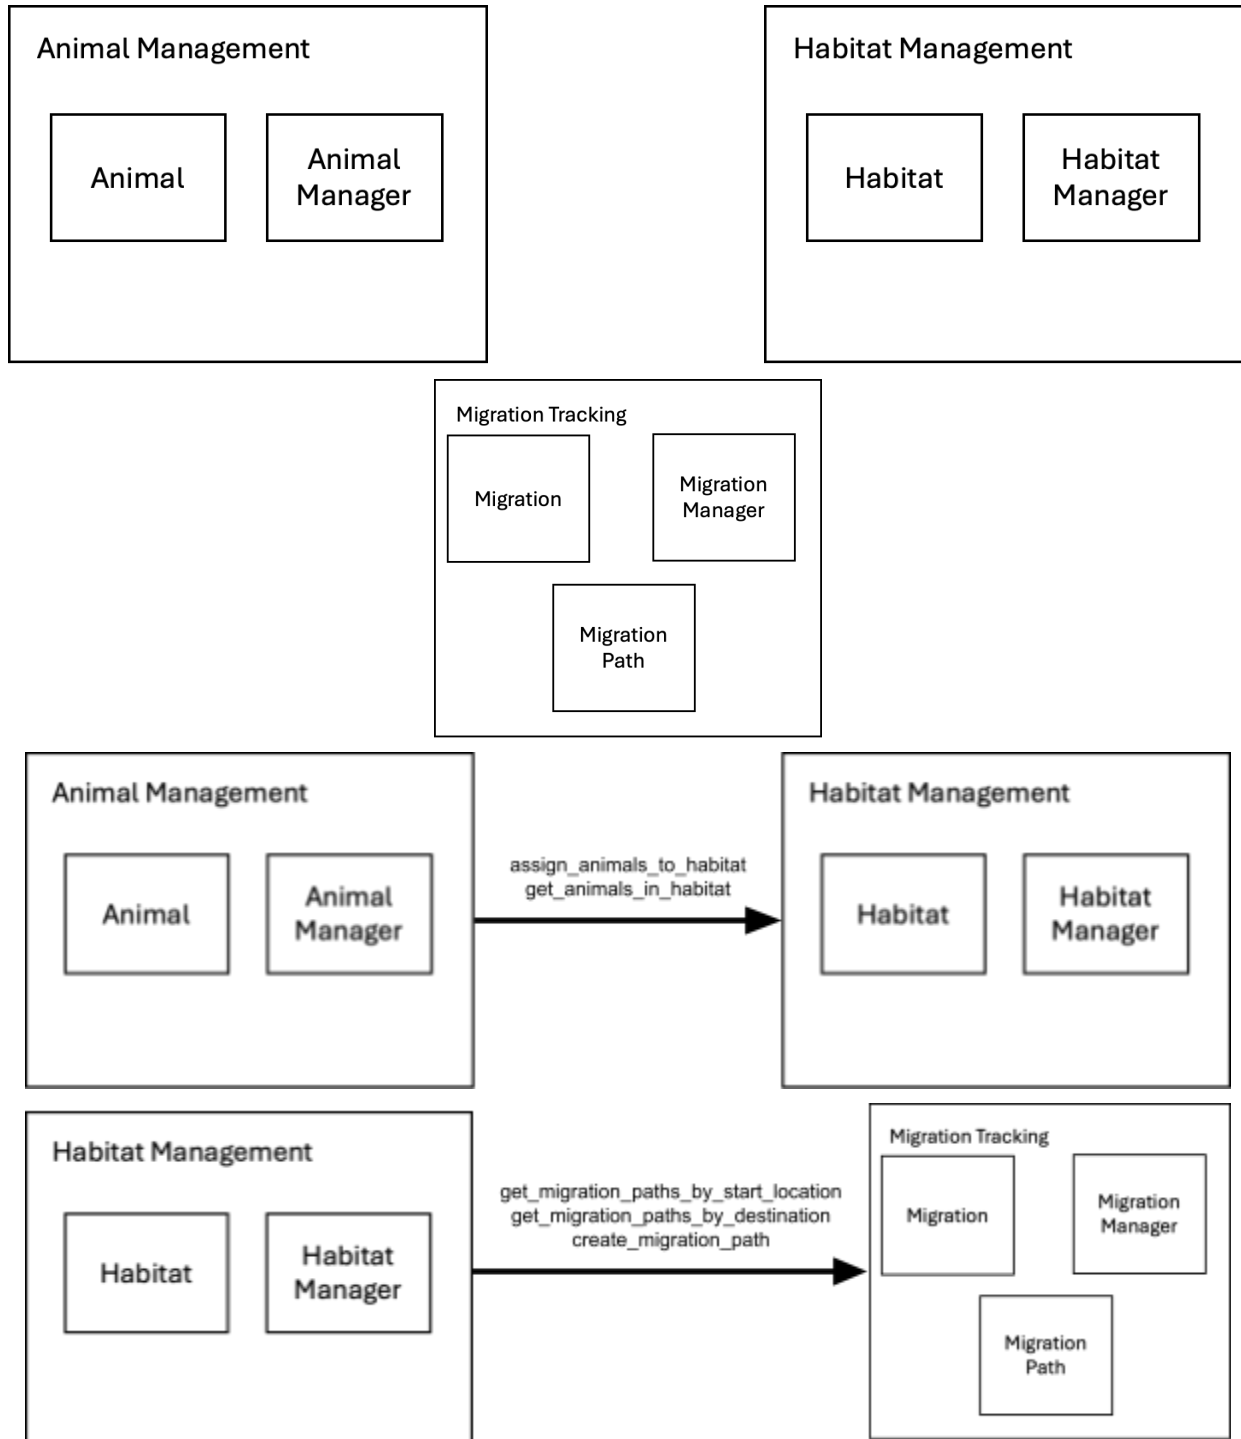 Animal Management
Habitat Management
Animal
Animal
Manager
Habitat
Habitat
Manager
Migration Tracking
Migration
Migration
Manager
Migration
Path
Animal Management
Habitat Management
Animal
Animal
Manager
assign_animals_to_habitat
get_animals_in_habitat
Habitat
Habitat
Manager
Habitat Management
Migration Tracking
Habitat
Habitat
Manager
get_migration_paths_by_start_location
get_migration_paths_by_destination
create_migration_path
Migration
Migration
Manager
Migration
Path